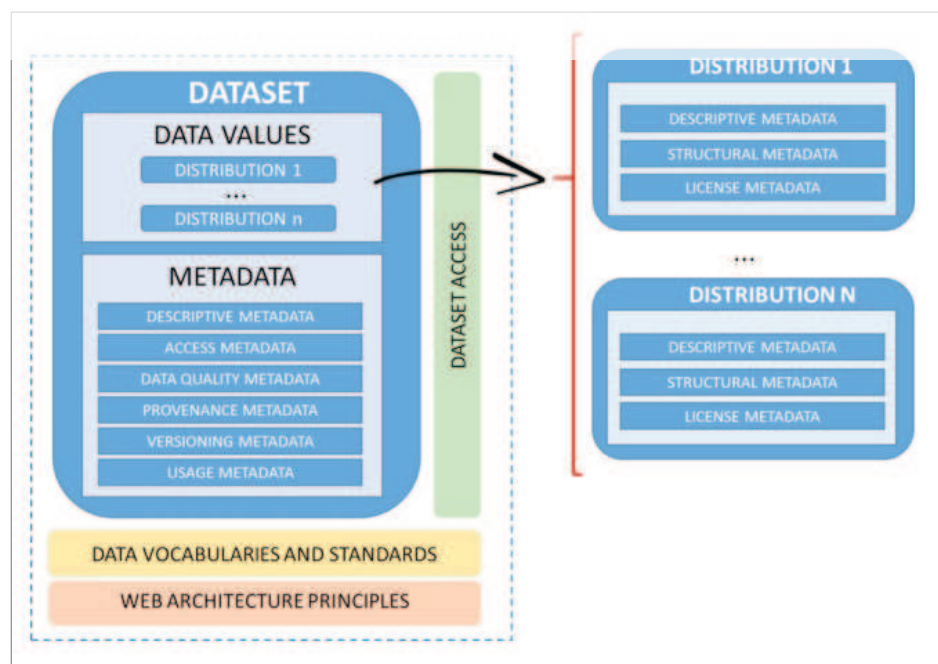 DATASET
DATA VALUES
DISTRIBUTION 1
...
DISTRIBUTION n
METADATA
DESCRIPTIVE METADATA
ACCESS METADATA
DATA QUALITY METADATA
PROVENANCE METADATA
VERSIONING METADATA
USAGE METADATA
DATASET ACCESS
DATA VOCABULARIES AND STANDARDS
WEB ARCHITECTURE PRINCIPLES
DISTRIBUTION 1
DESCRIPTIVE METADATA
STRUCTURAL METADATA
LICENSE METADATA
...
DISTRIBUTION N
DESCRIPTIVE METADATA
STRUCTURAL METADATA
LICENSE METADATA